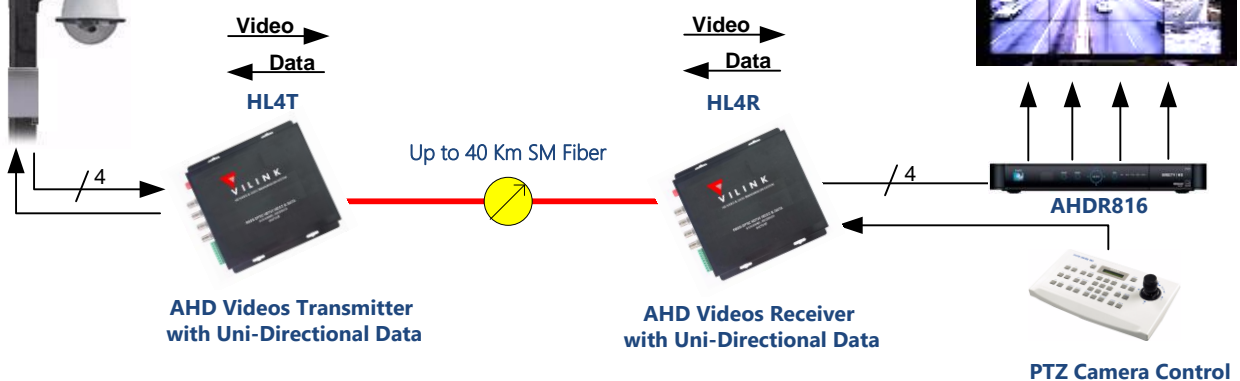 Video
Data
HL4T
Video
Data
HL4R
Up to 40 Km SM Fiber
4
4
VILINK
VILINK
AHDR816
AHD Videos Transmitter
with Uni-Directional Data
AHD Videos Receiver
with Uni-Directional Data
PTZ Camera Control